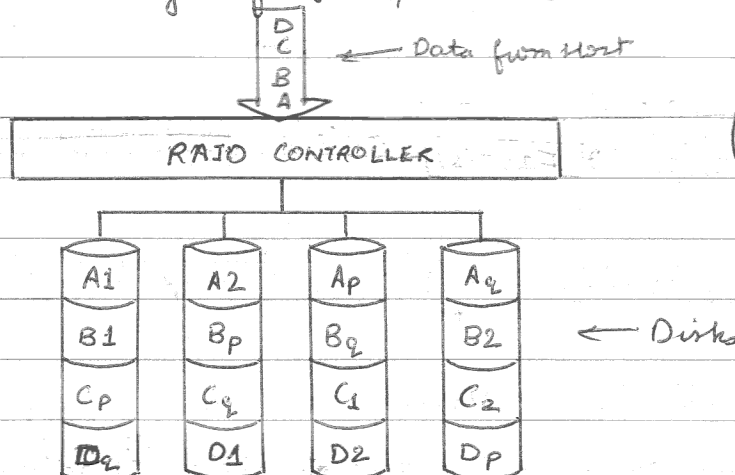 D
C
B
A
← Data from Host
RAID CONTROLLER
A1 A2 Ap Aq
B1 Bp Bq B2
Cp Cq C1 C2
Dq D1 D2 Dp
← Disks